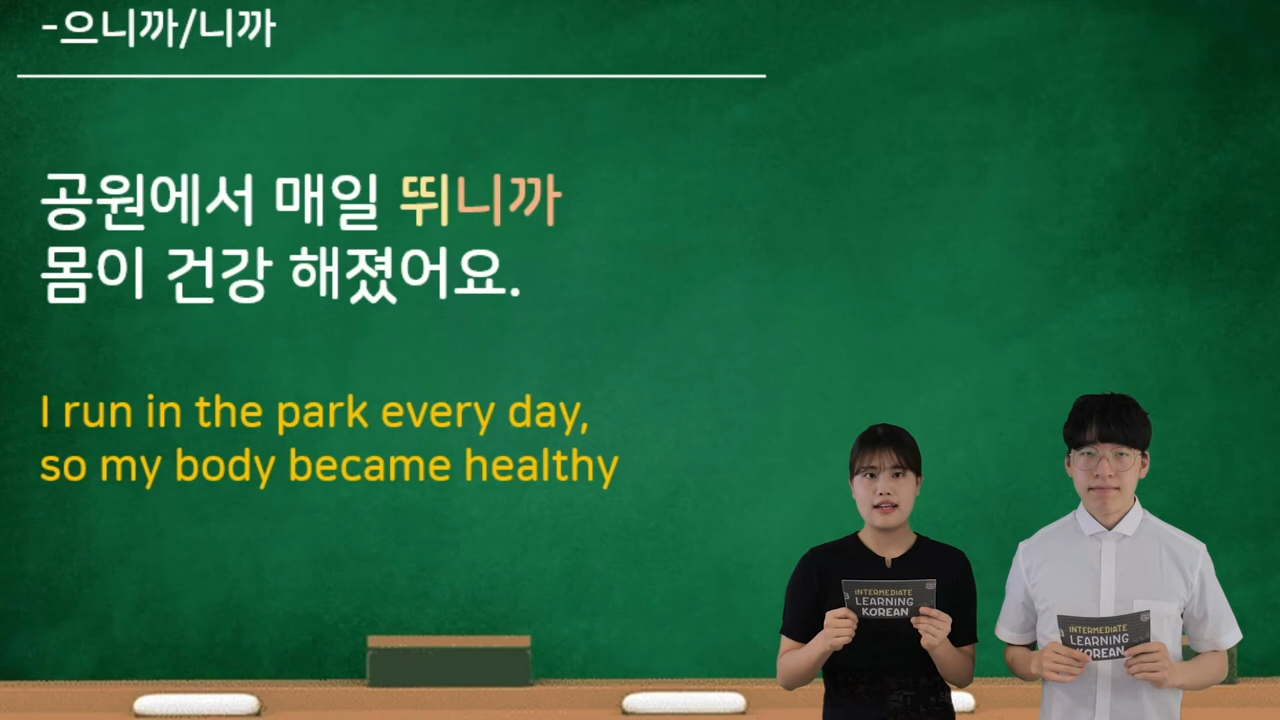 -으니까/니까
공원에서 매일 뛰니까
몸이 건강 해졌어요.
I run in the park every day,
so my body became healthy
INTERMEDIATE
LEARNING
KOREAN
INTERMEDIATE
LEARNING
KOREAN